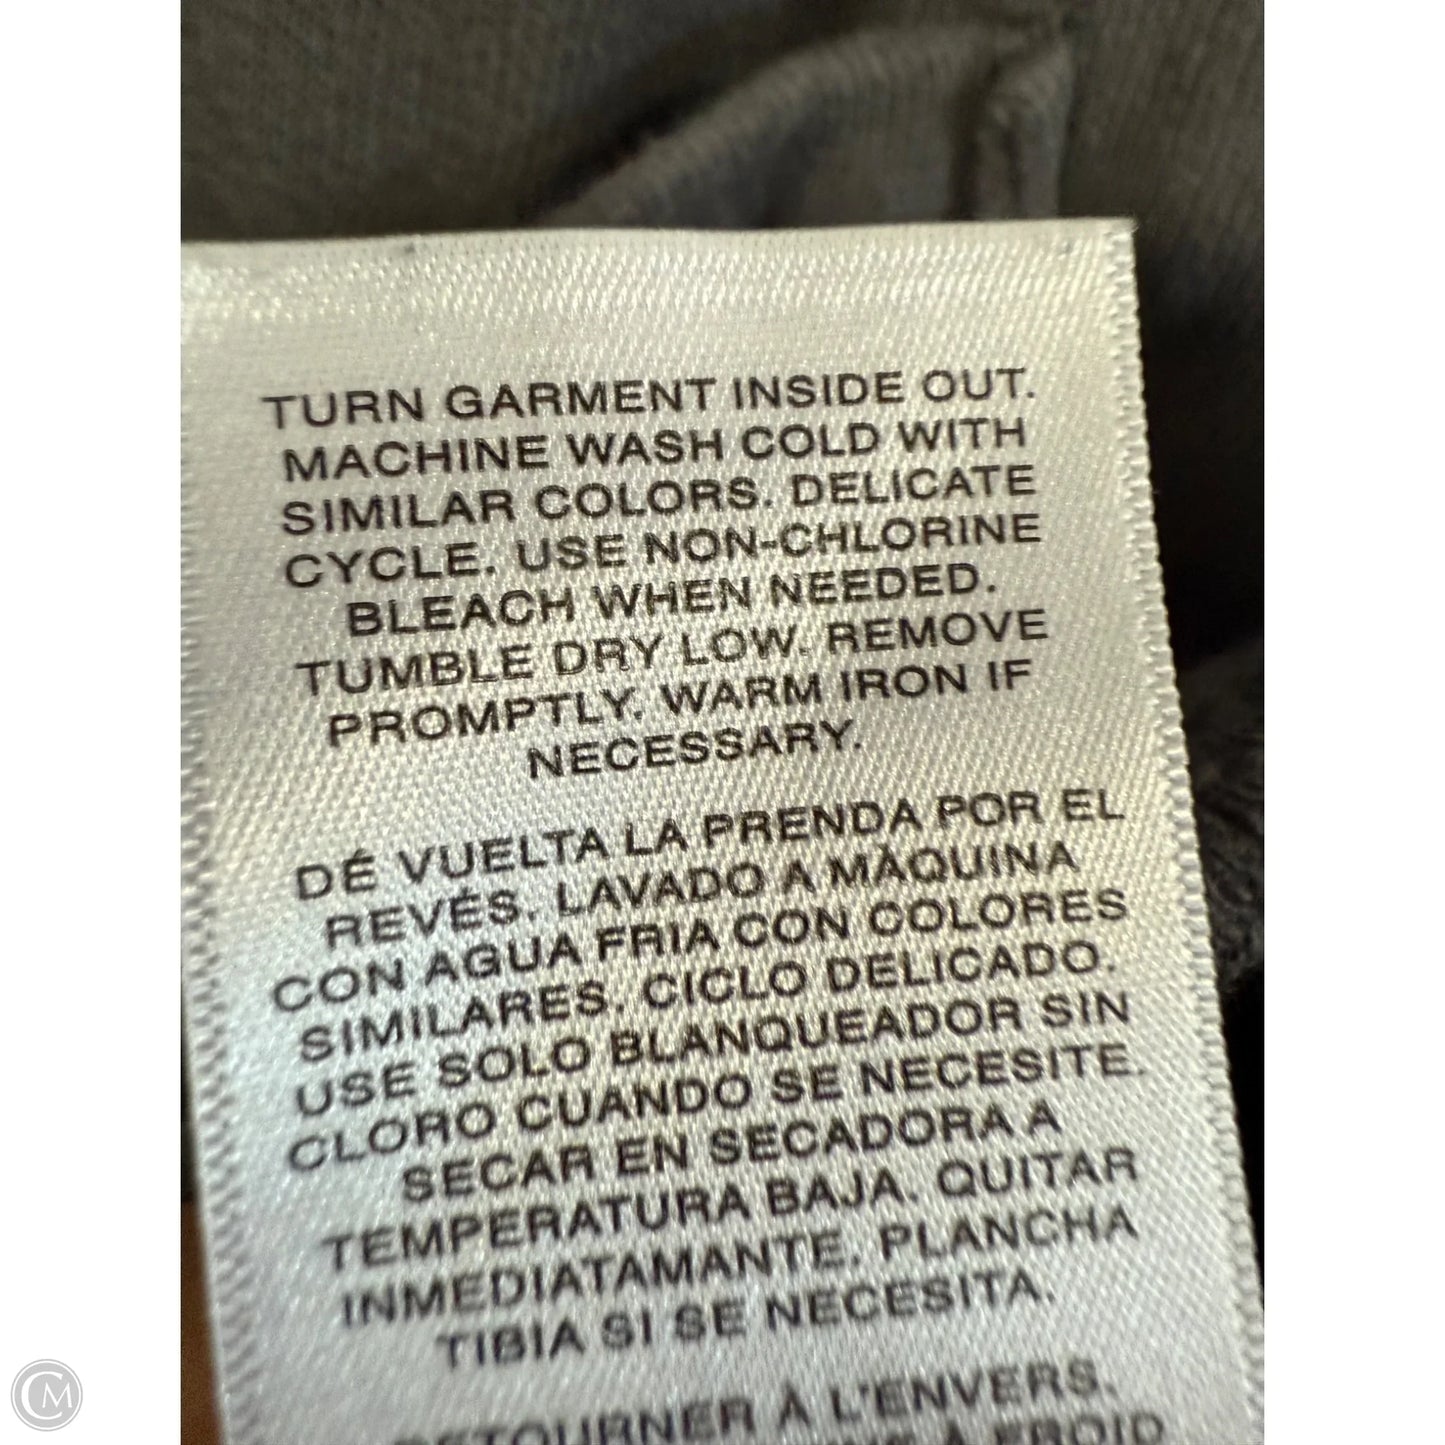 TURN GARMENT INSIDE OUT.
MACHINE WASH COLD WITH
SIMILAR COLORS. DELICATE
CYCLE. USE NON-CHLORINE
BLEACH WHEN NEEDED.
TUMBLE DRY LOW. REMOVE
PROMPTLY. WARM IRON IF
NECESSARY.
DÉ VUELTA LA PRENDA POR EL
REVÉS. LAVADO A MÀQUINA
CON AGUA FRIA CON COLORES
SIMILARES. CICLO DELICADO.
USE SOLO BLANQUEADOR SIN
CLORO CUANDO SE NECESITE.
SECAR EN SECADORA A
TEMPERATURA BAJA. QUITAR
INMEDIATAMANTE. PLANCHA
TIBIA SI SE NECESITA.
RETOURNER À L'ENVERS.
À FROID
CM